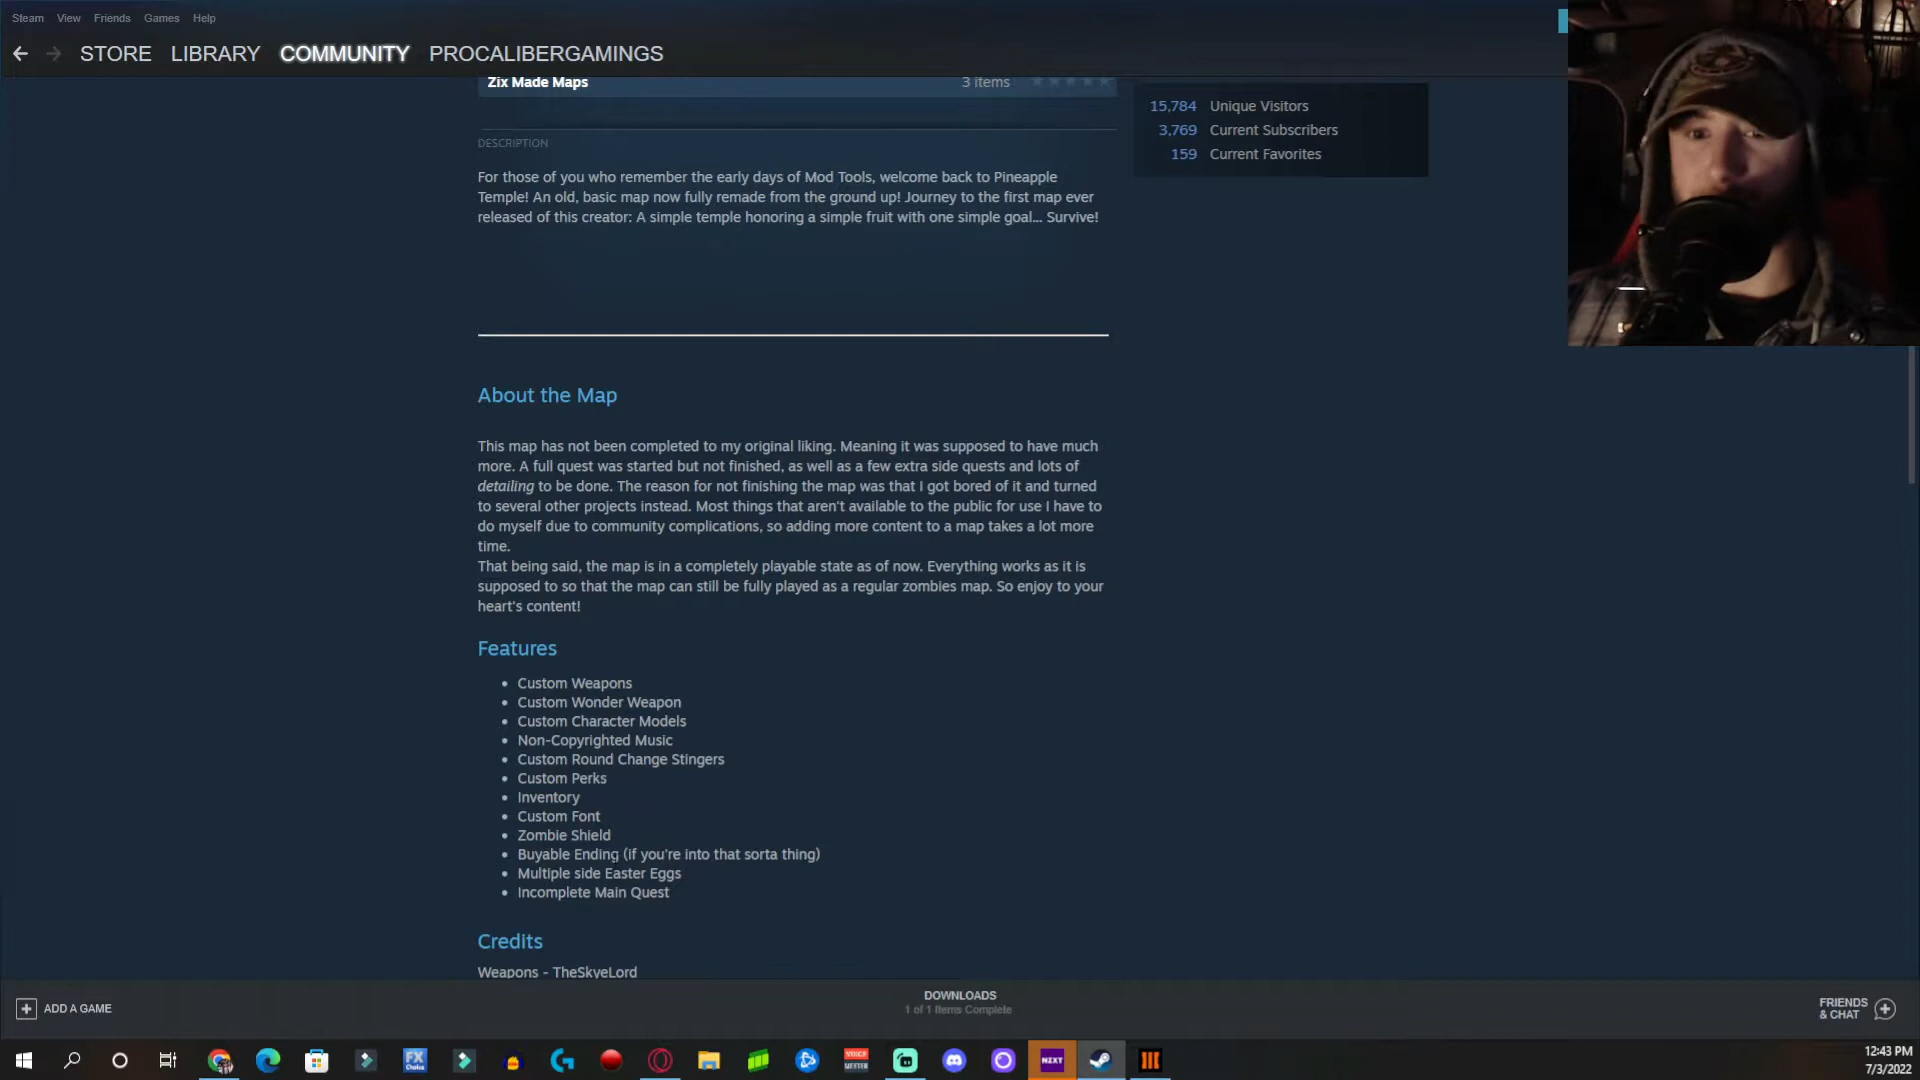 Steam View Friends Games Help
STORE LIBRARY COMMUNITY PROCALIBERGAMINGS
Zix Made Maps 3 items
15,784 Unique Visitors
3,769 Current Subscribers
159 Current Favorites
DESCRIPTION
For those of you who remember the early days of Mod Tools, welcome back to Pineapple
Temple! An old, basic map now fully remade from the ground up! Journey to the first map ever
released of this creator: A simple temple honoring a simple fruit with one simple goal... Survive!
About the Map
This map has not been completed to my original liking. Meaning it was supposed to have much
more. A full quest was started but not finished, as well as a few extra side quests and lots of
detailing to be done. The reason for not finishing the map was that I got bored of it and turned
to several other projects instead. Most things that aren't available to the public for use I have to
do myself due to community complications, so adding more content to a map takes a lot more
time.
That being said, the map is in a completely playable state as of now. Everything works as it is
supposed to so that the map can still be fully played as a regular zombies map. So enjoy to your
heart's content!
Features
Custom Weapons
Custom Wonder Weapon
Custom Character Models
Non-Copyrighted Music
Custom Round Change Stingers
Custom Perks
Inventory
Custom Font
Zombie Shield
Buyable Ending (if you're into that sorta thing)
Multiple side Easter Eggs
Incomplete Main Quest
Credits
Weapons - TheSkyeLord
ADD A GAME
DOWNLOADS
1 of 1 Items Complete
FRIENDS
& CHAT
FX
Choice
VOICE
MEETER
NZXT
12:43 PM
7/3/2022